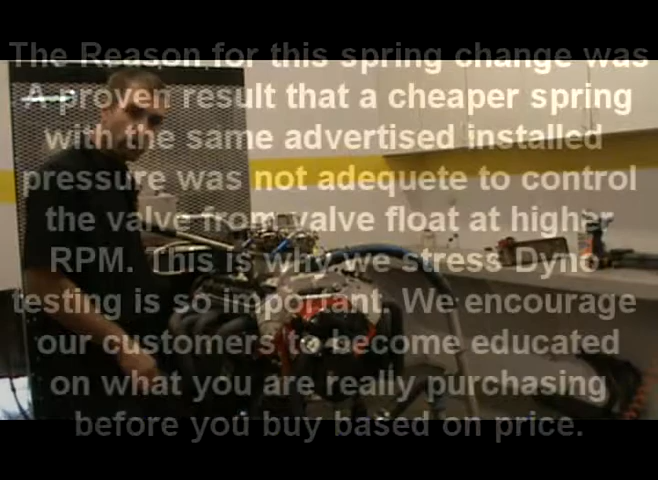 The Reason for this spring change was
A proven result that a cheaper spring
with the same advertised installed
pressure was not adequete to control
the valve from valve float at higher
RPM. This is why we stress Dyno
testing is so important. We encourage
our customers to become educated
on what you are really purchasing
before you buy based on price.